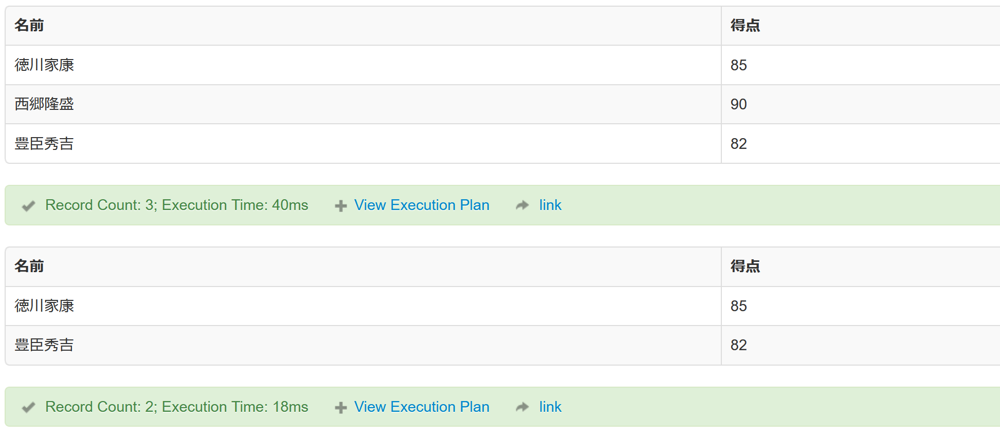 名前 得点
徳川家康 85
西郷隆盛 90
豊臣秀吉 82
Record Count: 3; Execution Time: 40ms View Execution Plan link
名前 得点
徳川家康 85
豊臣秀吉 82
Record Count: 2; Execution Time: 18ms View Execution Plan link